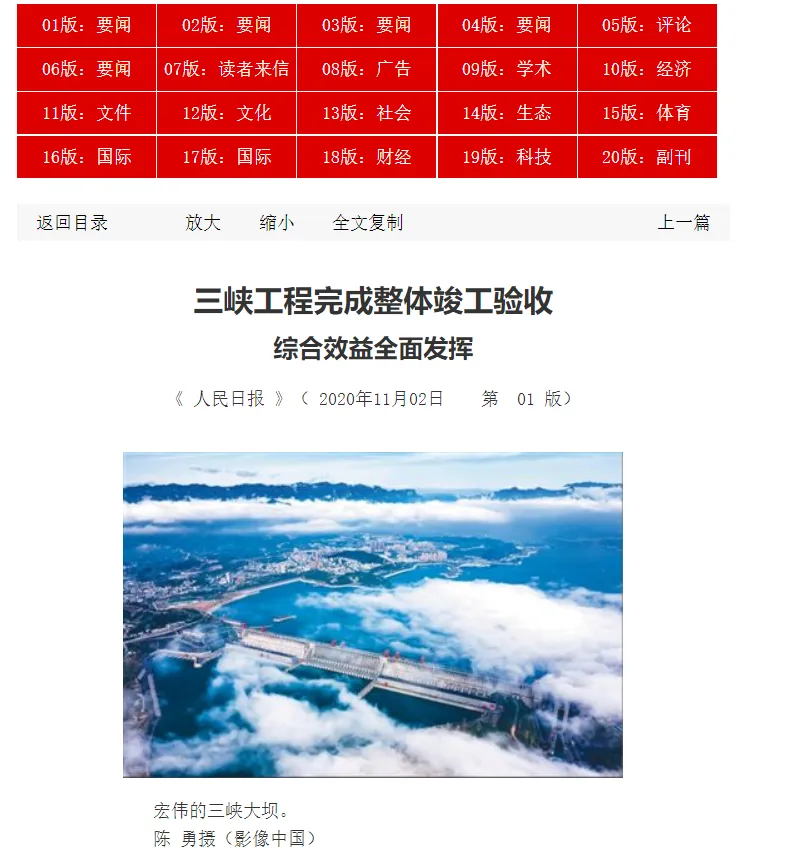 01版：要闻 02版：要闻 03版：要闻 04版：要闻 05版：评论
06版：要闻 07版：读者来信 08版：广告 09版：学术 10版：经济
11版：文件 12版：文化 13版：社会 14版：生态 15版：体育
16版：国际 17版：国际 18版：财经 19版：科技 20版：副刊
返回目录 放大 缩小 全文复制 上一篇
三峡工程完成整体竣工验收
综合效益全面发挥
《 人民日报 》（ 2020年11月02日 第 01 版）
宏伟的三峡大坝。
陈 勇摄（影像中国）